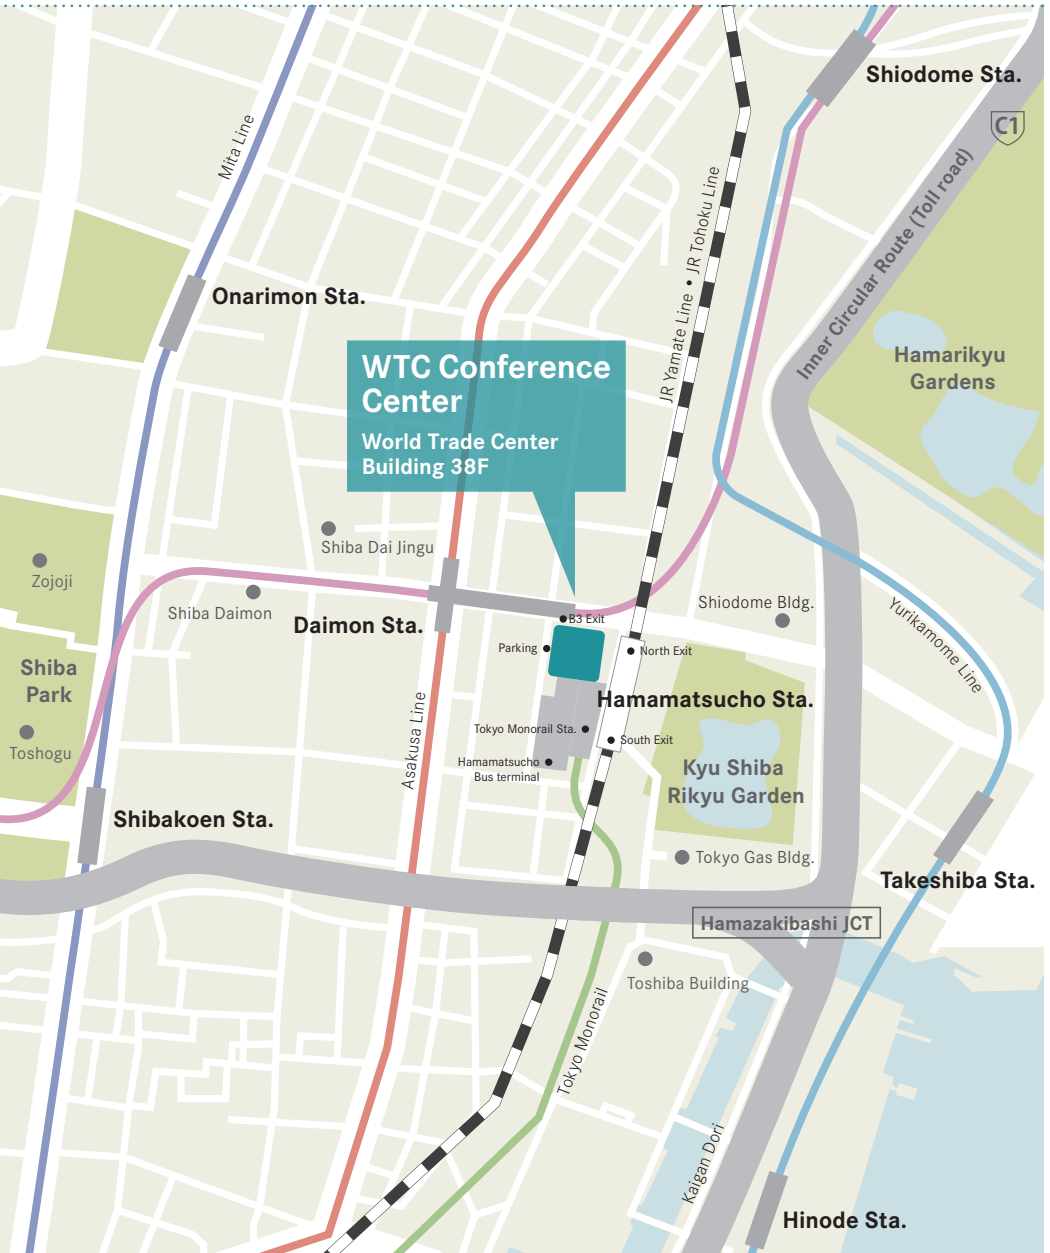 Shiodome Sta.
C1
Mita Line
Inner Circular Route (Toll road)
JR Yamate Line • JR Tohoku Line
Onarimon Sta.
WTC Conference
Center
World Trade Center
Building 38F
Hamarikyu
Gardens
Shiba Dai Jingu
Zojoji
Shiba Daimon
Daimon Sta.
B3 Exit
Shiodome Bldg.
Yurikamome Line
Parking
North Exit
Shiba
Park
Hamamatsucho Sta.
Asakusa Line
Tokyo Monorail Sta.
South Exit
Toshogu
Hamamatsucho
Bus terminal
Kyu Shiba
Rikyu Garden
Shibakoen Sta.
Tokyo Gas Bldg.
Takeshiba Sta.
Hamazakibashi JCT
Toshiba Building
Tokyo Monorail
Kaigan Dori
Hinode Sta.